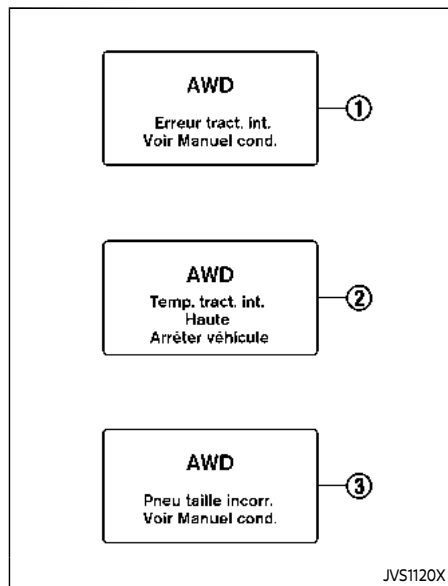 AWD
Erreur tract. int.
Voir Manuel cond.
1
AWD
Temp. tract. int.
Haute
Arrêter véhicule
2
AWD
Pneu taille incorr.
Voir Manuel cond.
3
JVS1120X